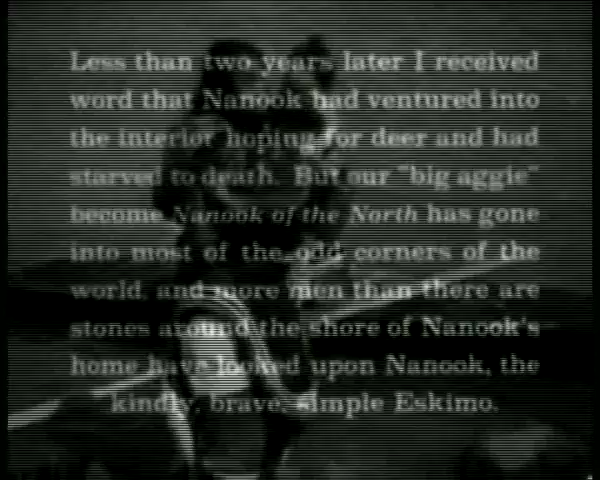 Less than two years later I received
word that Nanook had ventured into
the interior hoping for deer and had
starved to death. But our "big aggie"
become Nanook of the North has gone
into most of the odd corners of the
world, and more men than there are
stones around the shore of Nanook's
home have looked upon Nanook, the
kindly, brave, simple Eskimo.